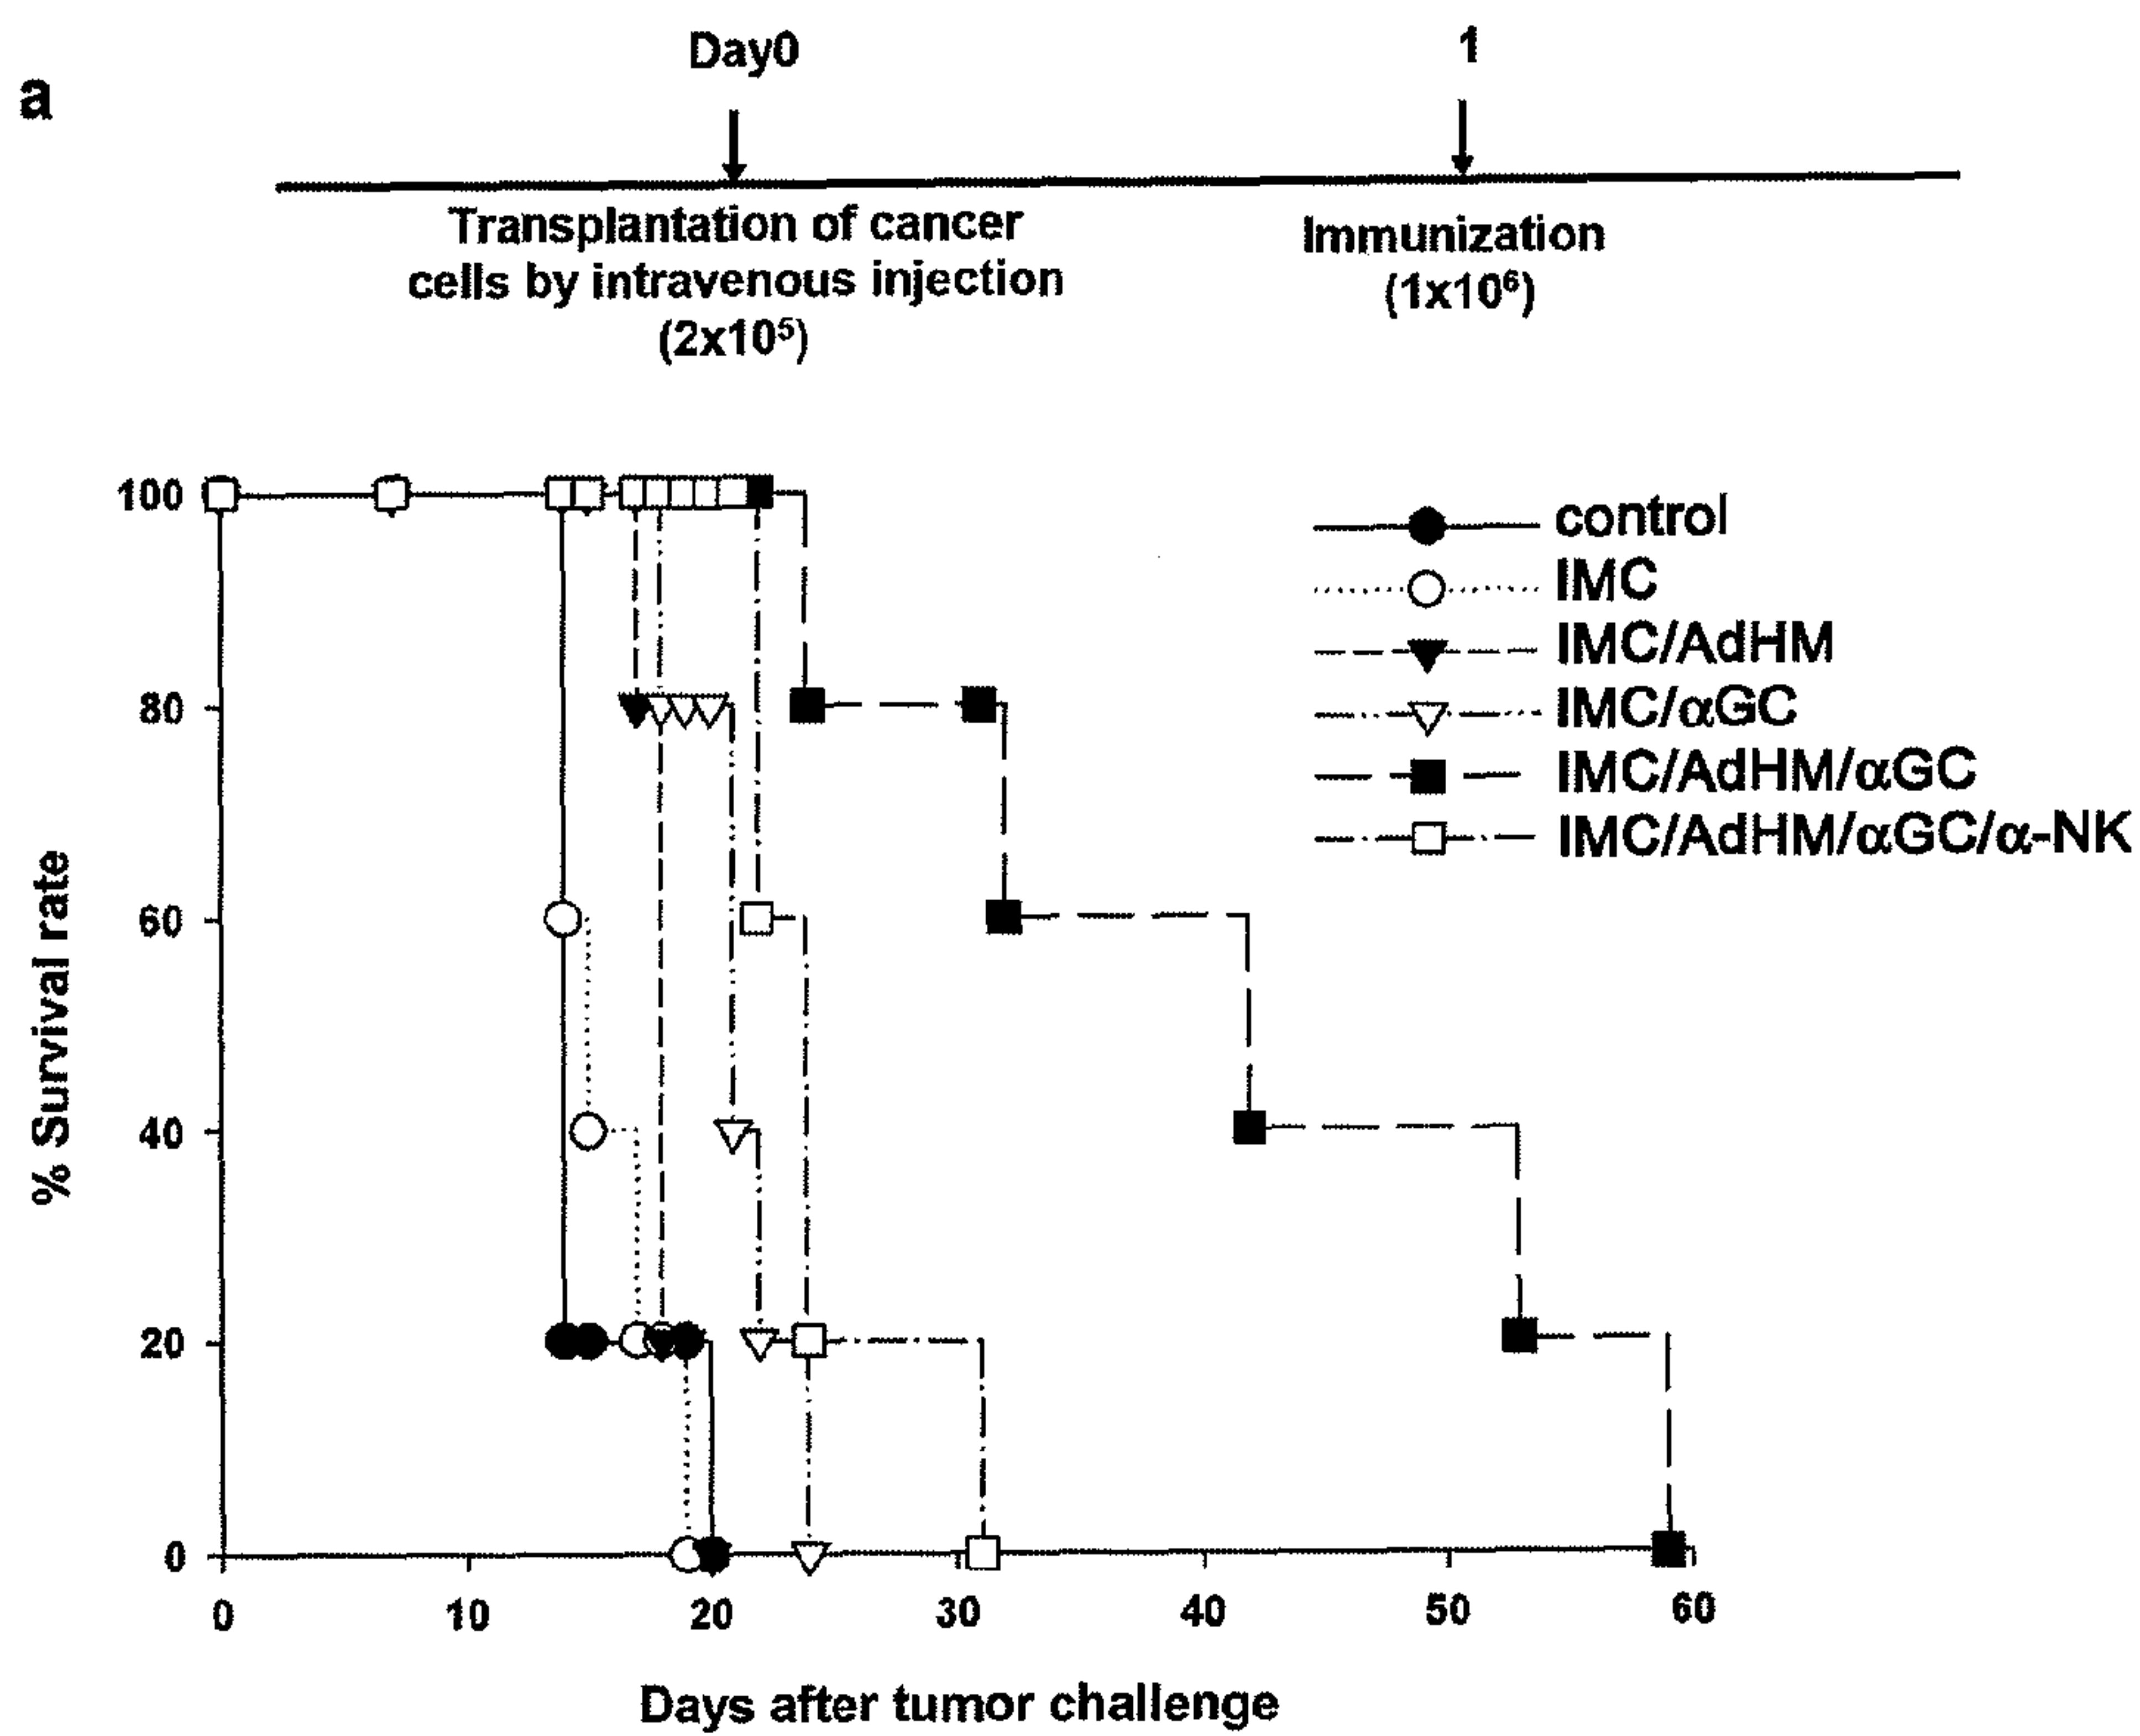 a
Day0
1
Transplantation of cancer
cells by intravenous injection
(2x10⁵)
Immunization
(1x10⁶)
% Survival rate
100
80
60
40
20
0
control
IMC
IMC/AdHM
IMC/αGC
IMC/AdHM/αGC
IMC/AdHM/αGC/α-NK
0
10
20
30
40
50
60
Days after tumor challenge